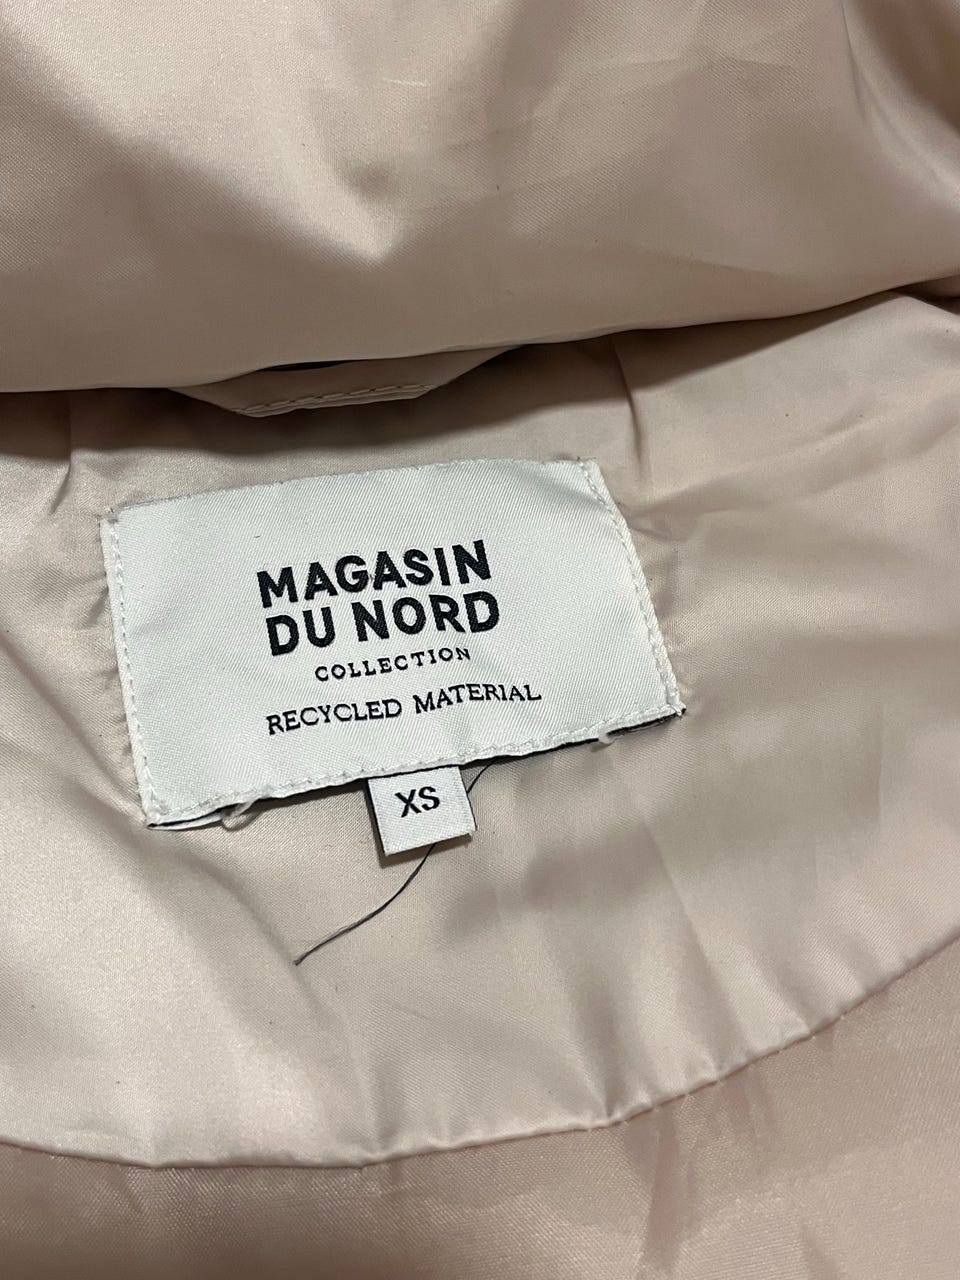 MAGASIN
DU NORD
COLLECTION
RECYCLED MATERIAL
XS